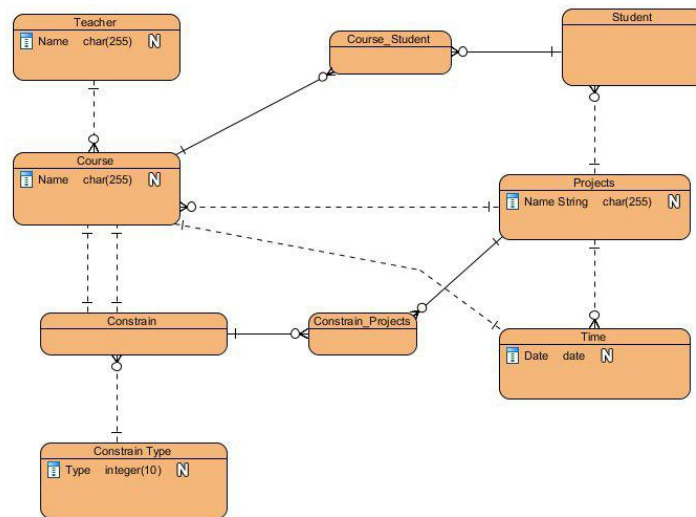 Teacher
Name char(255) N
Course_Student
Student
Course
Name char(255) N
Projects
Name String char(255) N
Constrain
Constrain_Projects
Time
Date date N
Constrain Type
Type integer(10) N